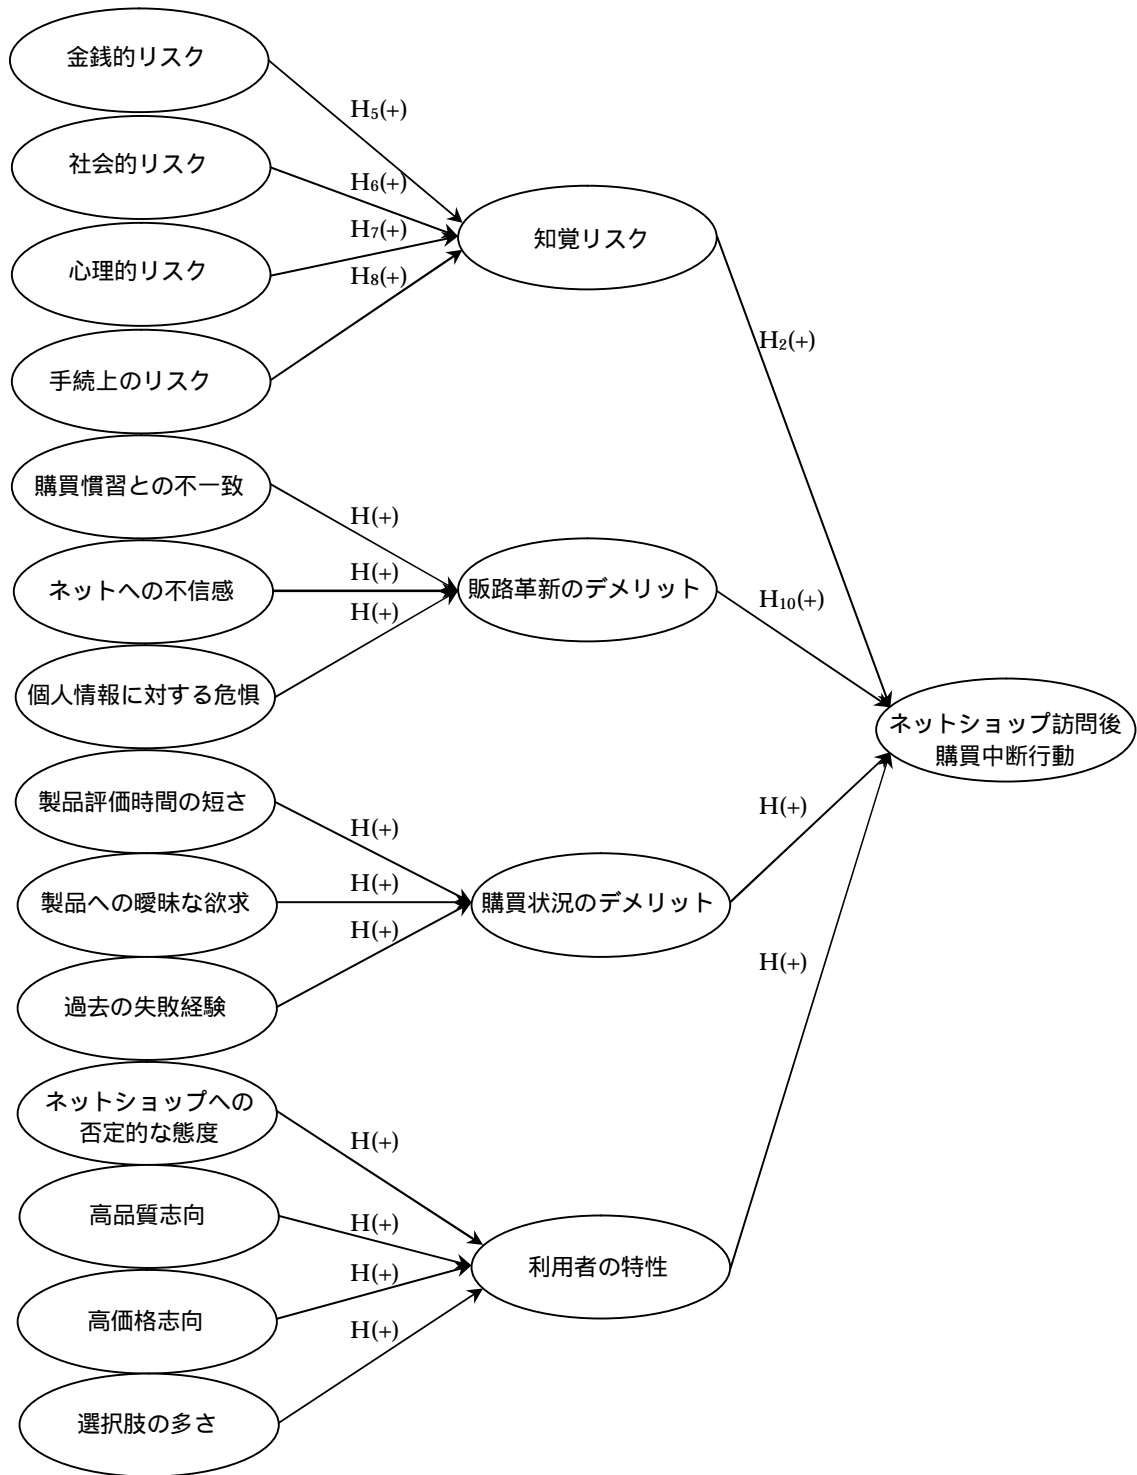 金銭的リスク
H₅(+)
社会的リスク
H₆(+)
知覚リスク
H₇(+)
心理的リスク
H₈(+)
H₂(+)
手続上のリスク
購買慣習との不一致
H(+)
ネットへの不信感
H(+)
販路革新のデメリット
H₁₀(+)
H(+)
個人情報に対する危惧
ネットショップ訪問後
購買中断行動
製品評価時間の短さ
H(+)
H(+)
製品への曖昧な欲求
H(+)
購買状況のデメリット
H(+)
H(+)
過去の失敗経験
ネットショップへの
否定的な態度
H(+)
高品質志向
H(+)
利用者の特性
H(+)
高価格志向
H(+)
選択肢の多さ